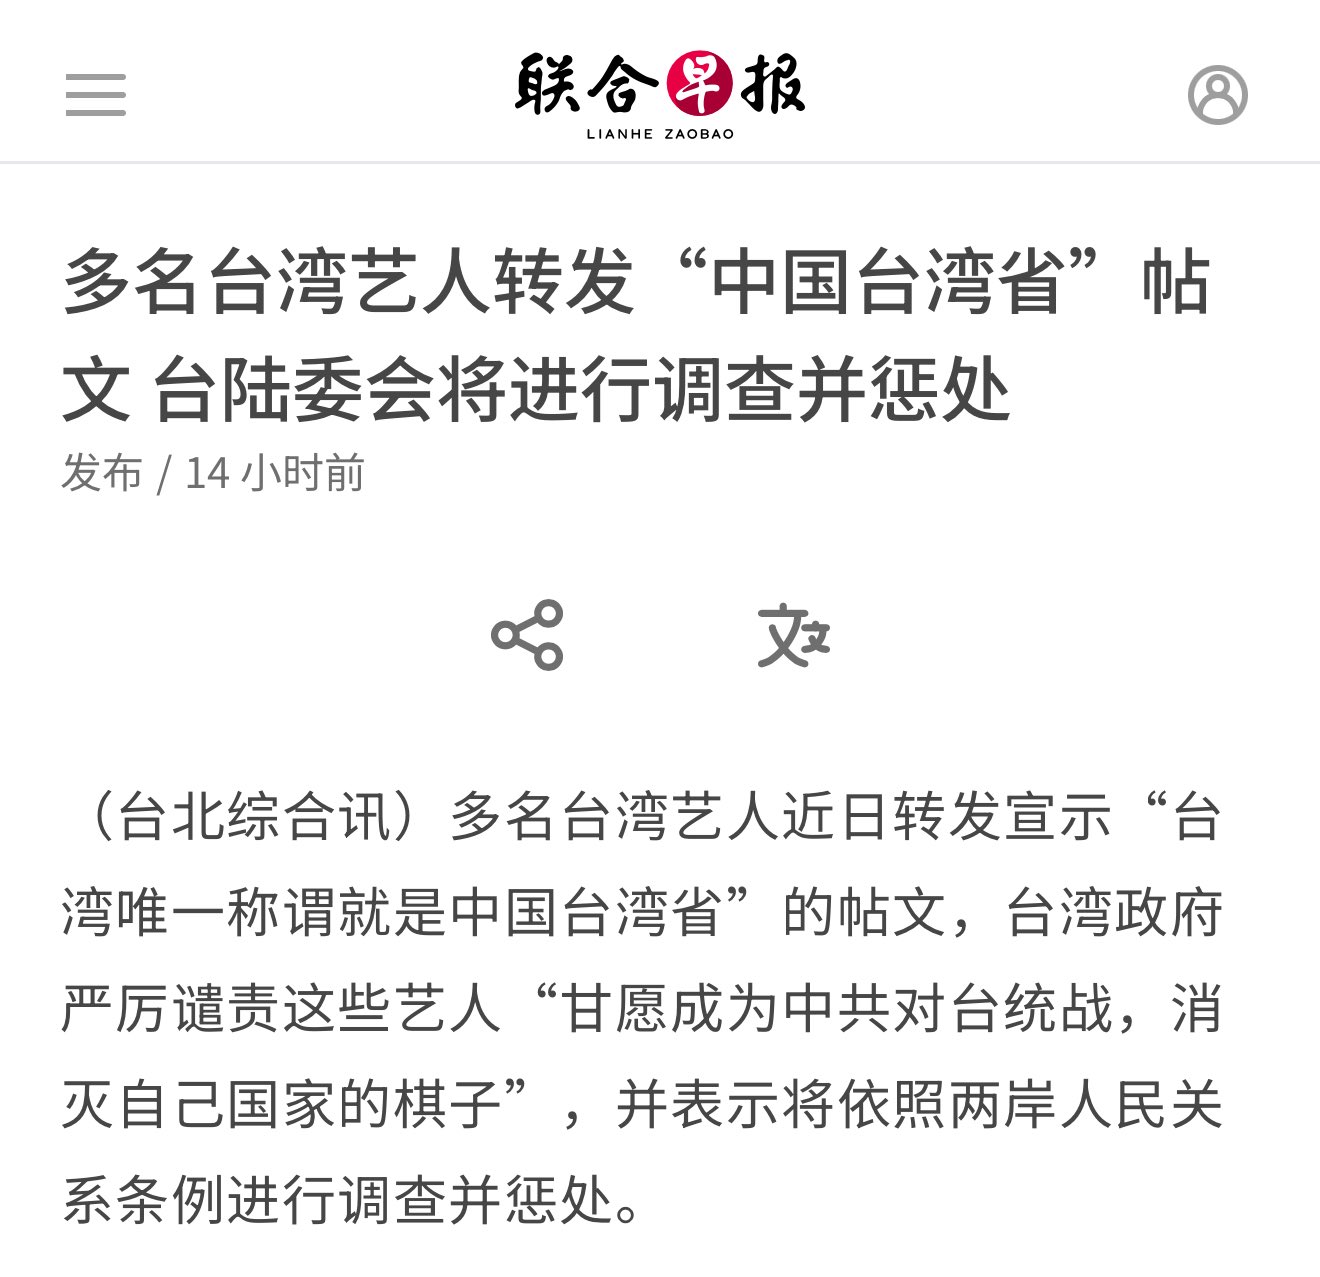 联合早报
LIANHE ZAOBAO
多名台湾艺人转发“中国台湾省”帖
文 台陆委会将进行调查并惩处
发布 / 14 小时前
（台北综合讯）多名台湾艺人近日转发宣示“台
湾唯一称谓就是中国台湾省”的帖文，台湾政府
严厉谴责这些艺人“甘愿成为中共对台统战，消
灭自己国家的棋子”，并表示将依照两岸人民关
系条例进行调查并惩处。